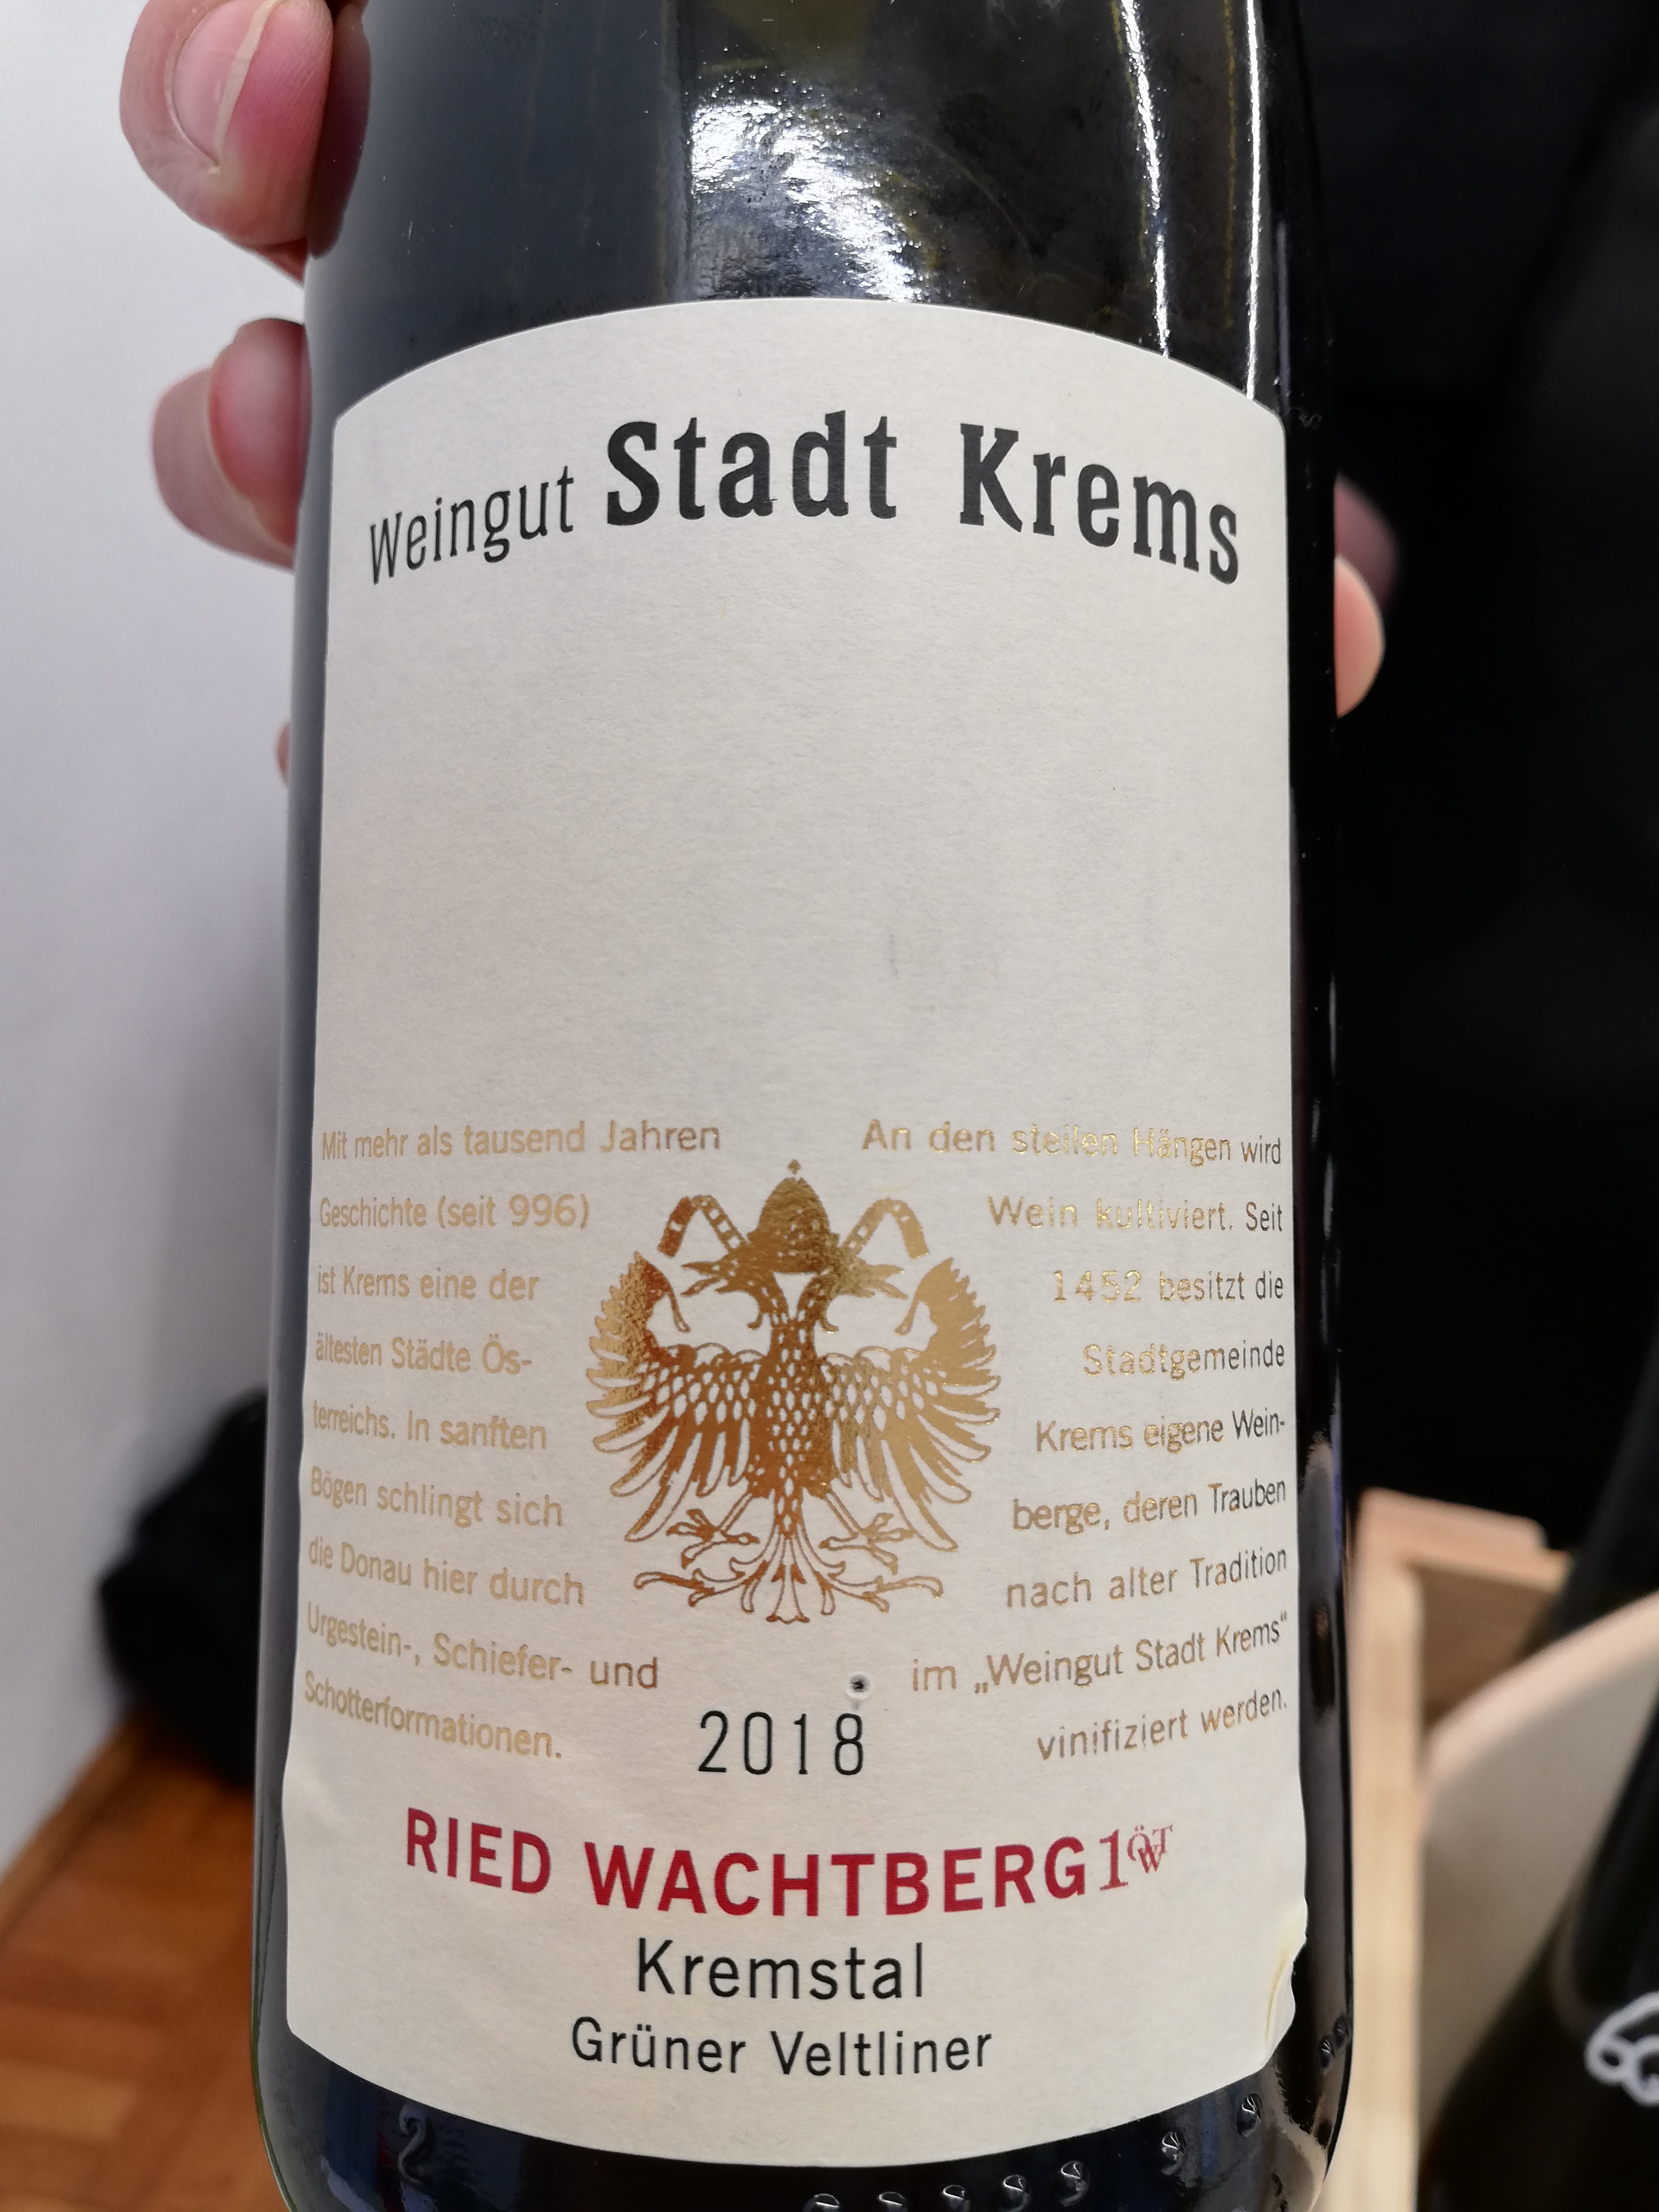 Weingut Stadt Krems
Mit mehr als tausend Jahren
Geschichte (seit 996)
ist Krems eine der
ältesten Städte Ös-
terreichs. In sanften
Bögen schlingt sich
die Donau hier durch
Urgestein-, Schiefer- und
Schotterformationen.
An den steilen Hängen wird
Wein kultiviert. Seit
1452 besitzt die
Stadtgemeinde
Krems eigene Wein-
berge, deren Trauben
nach alter Tradition
im „Weingut Stadt Krems“
vinifiziert werden.
2018
RIED WACHTBERG 1ÖTW
Kremstal
Grüner Veltliner